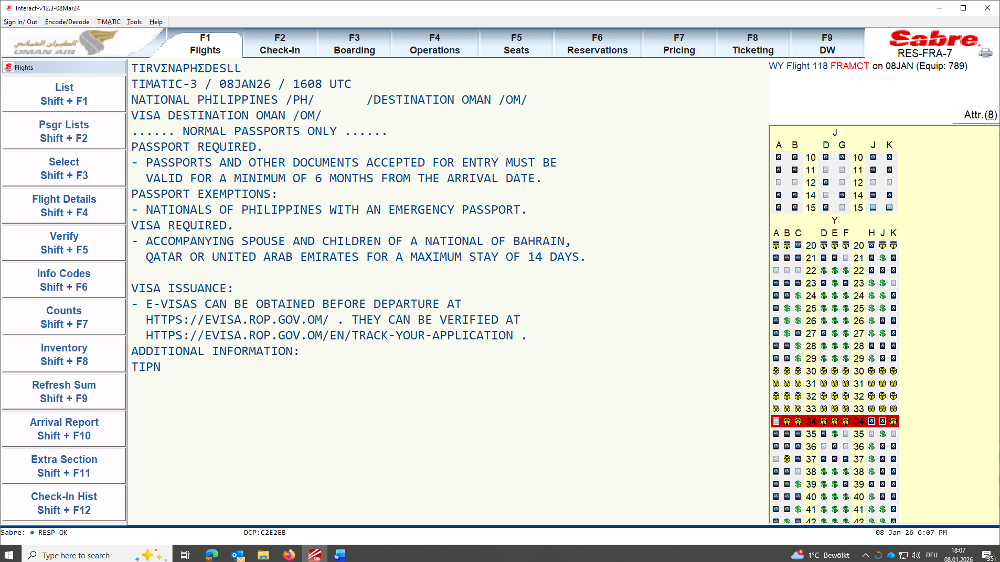 Interact-v12.3-08Mar24
Sign In/ Out Encode/Decode TIMATIC Tools Help
الطيران العماني
OMAN AIR
F1 Flights
F2 Check-In
F3 Boarding
F4 Operations
F5 Seats
F6 Reservations
F7 Pricing
F8 Ticketing
F9 DW
Sabre.
RES-FRA-7
Flights
List
Shift + F1
Psgr Lists
Shift + F2
Select
Shift + F3
Flight Details
Shift + F4
Verify
Shift + F5
Info Codes
Shift + F6
Counts
Shift + F7
Inventory
Shift + F8
Refresh Sum
Shift + F9
Arrival Report
Shift + F10
Extra Section
Shift + F11
Check-In Hist
Shift + F12
TIRVΣNAPHΣDESLL
TIMATIC-3 / 08JAN26 / 1608 UTC
NATIONAL PHILIPPINES /PH/ /DESTINATION OMAN /OM/
VISA DESTINATION OMAN /OM/
...... NORMAL PASSPORTS ONLY ......
PASSPORT REQUIRED.
- PASSPORTS AND OTHER DOCUMENTS ACCEPTED FOR ENTRY MUST BE
VALID FOR A MINIMUM OF 6 MONTHS FROM THE ARRIVAL DATE.
PASSPORT EXEMPTIONS:
- NATIONALS OF PHILIPPINES WITH AN EMERGENCY PASSPORT.
VISA REQUIRED.
- ACCOMPANYING SPOUSE AND CHILDREN OF A NATIONAL OF BAHRAIN,
QATAR OR UNITED ARAB EMIRATES FOR A MAXIMUM STAY OF 14 DAYS.
VISA ISSUANCE:
- E-VISAS CAN BE OBTAINED BEFORE DEPARTURE AT
HTTPS://EVISA.ROP.GOV.OM/ . THEY CAN BE VERIFIED AT
HTTPS://EVISA.ROP.GOV.OM/EN/TRACK-YOUR-APPLICATION .
ADDITIONAL INFORMATION:
TIPN
WY Flight 118 FRAMCT on 08JAN (Equip: 789)
Attr.(8)
J
A B D G J K
10 10
11 11
12 12
14 14
15 15
Y
A B C D E F H J K
20 20
21 21 $
22 $ $ $ 22
23 $ 23 $ $
$ 24 $ $ $ 24 $ $
$ $ 25 $ $ $ 25 $ $
$ $ 26 $ $ $ 26 $
$ 27 $ $ 27 $ $
$ 28 $ $ $ 28
$ 29 $ $ $ 29 $
30 30
31 31
32 32
33 33
34 34
35 $ 35 $
36 36 $
37 37 $
38 $ $ $ 38 $
$ 39 $ $ 39
40 $ $ $ 40 $
$ 41 $ $ $ 41 $ $
$ 42 $ $ $ 42 $ $
Sabre: RESP OK DCP:C2E2EB 08-Jan-26 6:07 PM
Type here to search
6 1°C Bewölkt DEU 18:07
08.01.2026
35